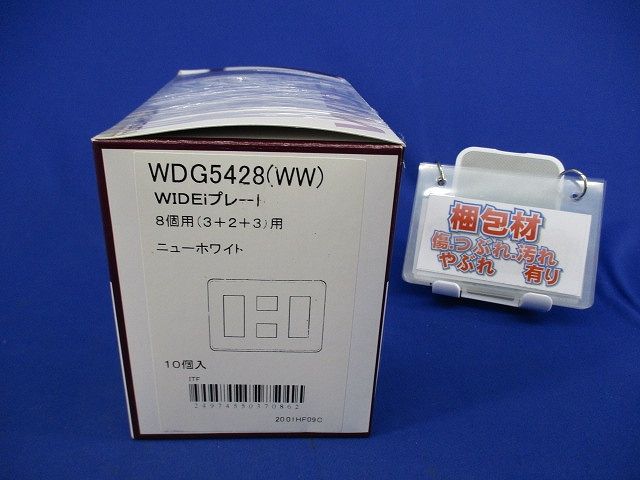 WDG5428(WW)
WIDEiプレート
8個用(3+2+3)用
ニューホワイト
10個入
ITF
2001HF09C
梱包材
傷.つぶれ.汚れ
やぶれ 有り